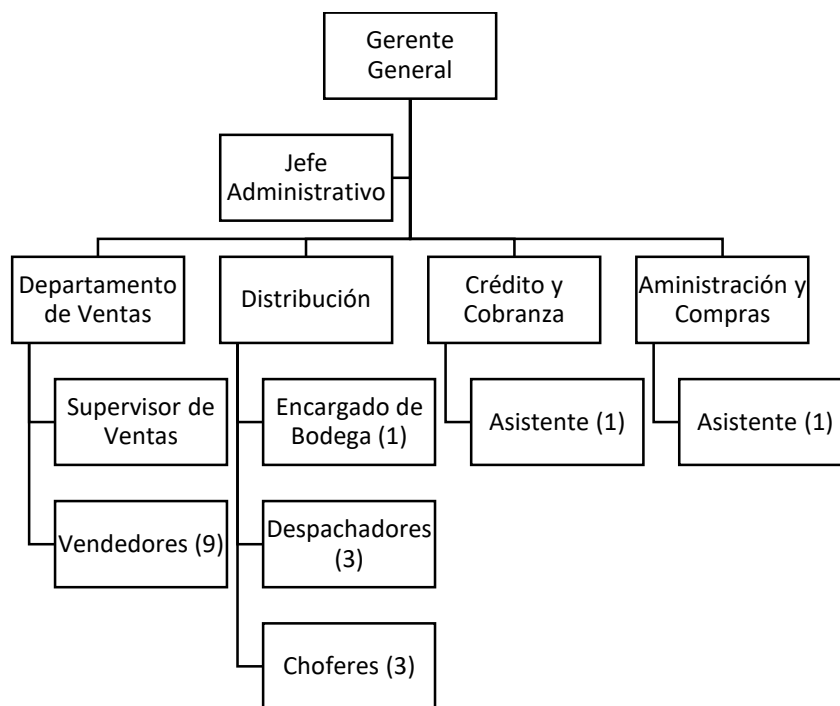 Gerente
General
Jefe
Administrativo
Departamento
de Ventas
Distribución
Crédito y
Cobranza
Aministración y
Compras
Supervisor de
Ventas
Encargado de
Bodega (1)
Asistente (1)
Asistente (1)
Vendedores (9)
Despachadores
(3)
Choferes (3)